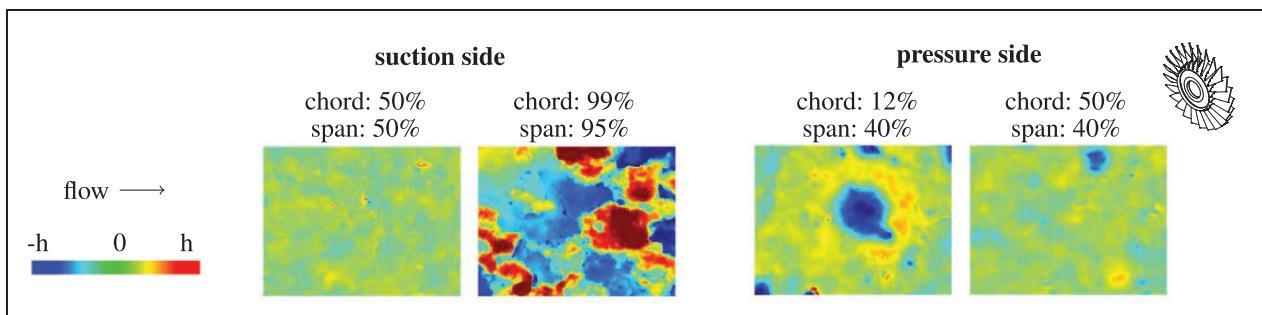 suction side
pressure side
chord: 50%
span: 50%
chord: 99%
span: 95%
chord: 12%
span: 40%
chord: 50%
span: 40%
flow
-h 0 h